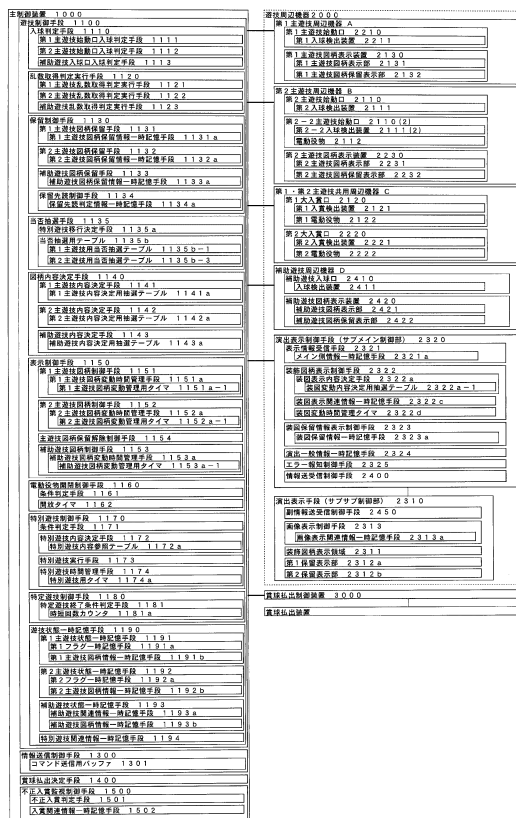 主制御装置 1000
遊技制御手段 1100
入球判定手段 1110
第1主遊技始動口入球判定手段 1111
第2主遊技始動口入球判定手段 1112
補助遊技入球口入球判定手段 1113
乱数取得判定実行手段 1120
第1主遊技乱数取得判定実行手段 1121
第2主遊技乱数取得判定実行手段 1122
補助遊技乱数取得判定実行手段 1123
保留制御手段 1130
第1主遊技図柄保留手段 1131
第1主遊技図柄保留情報一時記憶手段 1131a
第2主遊技図柄保留手段 1132
第2主遊技図柄保留情報一時記憶手段 1132a
補助遊技図柄保留手段 1133
補助遊技図柄保留情報一時記憶手段 1133a
保留先読制御手段 1134
保留先読判定情報一時記憶手段 1134a
当否抽選手段 1135
特別遊技移行決定手段 1135a
当否抽選用テーブル 1135b
第1主遊技用当否抽選テーブル 1135b-1
第2主遊技用当否抽選テーブル 1135b-3
図柄内容決定手段 1140
第1主遊技内容決定手段 1141
第1主遊技内容決定用抽選テーブル 1141a
第2主遊技内容決定手段 1142
第2主遊技内容決定用抽選テーブル 1142a
補助遊技内容決定手段 1143
補助遊技内容決定用抽選テーブル 1143a
表示制御手段 1150
第1主遊技図柄制御手段 1151
第1主遊技図柄変動時間管理手段 1151a
第1主遊技図柄変動管理用タイマ 1151a-1
第2主遊技図柄制御手段 1152
第2主遊技図柄変動時間管理手段 1152a
第2主遊技図柄変動管理用タイマ 1152a-1
主遊技図柄保留解除制御手段 1154
補助遊技図柄制御手段 1153
補助遊技図柄変動時間管理手段 1153a
補助遊技図柄変動管理用タイマ 1153a-1
電動役物開閉制御手段 1160
条件判定手段 1161
開放タイマ 1162
特別遊技制御手段 1170
条件判定手段 1171
特別遊技内容決定手段 1172
特別遊技内容参照テーブル 1172a
特別遊技実行手段 1173
特別遊技時間管理手段 1174
特別遊技用タイマ 1174a
特定遊技制御手段 1180
特定遊技終了条件判定手段 1181
時短回数カウンタ 1181a
遊技状態一時記憶手段 1190
第1主遊技状態一時記憶手段 1191
第1フラグ一時記憶手段 1191a
第1主遊技図柄情報一時記憶手段 1191b
第2主遊技状態一時記憶手段 1192
第2フラグ一時記憶手段 1192a
第2主遊技図柄情報一時記憶手段 1192b
補助遊技状態一時記憶手段 1193
補助遊技関連情報一時記憶手段 1193a
補助遊技図柄情報一時記憶手段 1193b
特別遊技関連情報一時記憶手段 1194
情報送信制御手段 1300
コマンド送信用バッファ 1301
賞球払出決定手段 1400
不正入賞監視制御手段 1500
不正入賞判定手段 1501
入賞関連情報一時記憶手段 1502
遊技周辺機器 2000
第1主遊技周辺機器 A
第1主遊技始動口 2210
第1入球検出装置 2211
第1主遊技図柄表示装置 2130
第1主遊技図柄表示部 2131
第1主遊技図柄保留表示部 2132
第2主遊技周辺機器 B
第2主遊技始動口 2110
第2入球検出装置 2111
第2-2主遊技始動口 2110(2)
第2-2入球検出装置 2111(2)
電動役物 2112
第2主遊技図柄表示装置 2230
第2主遊技図柄表示部 2231
第2主遊技図柄保留表示部 2232
第1・第2主遊技共用周辺機器 C
第1大入賞口 2120
第1入賞検出装置 2121
第1電動役物 2122
第2大入賞口 2220
第2入賞検出装置 2221
第2電動役物 2222
補助遊技周辺機器 D
補助遊技入球口 2410
入球検出装置 2411
補助遊技図柄表示装置 2420
補助遊技図柄表示部 2421
補助遊技図柄保留表示部 2422
演出表示制御手段(サブメイン制御部) 2320
表示情報受信手段 2321
メイン側情報一時記憶手段 2321a
装飾図柄表示制御手段 2322
装図表示内容決定手段 2322a
装図変動内容決定用抽選テーブル 2322a-1
装図表示関連情報一時記憶手段 2322c
装図変動時間管理タイマ 2322d
装図保留情報表示制御手段 2323
装図保留情報一時記憶手段 2323a
演出一般情報一時記憶手段 2324
エラー報知制御手段 2325
情報送受信制御手段 2400
演出表示手段(サブサブ制御部) 2310
副情報送受信制御手段 2450
画像表示制御手段 2313
画像表示関連情報一時記憶手段 2313a
装飾図柄表示領域 2311
第1保留表示部 2312a
第2保留表示部 2312b
賞球払出制御装置 3000
賞球払出装置